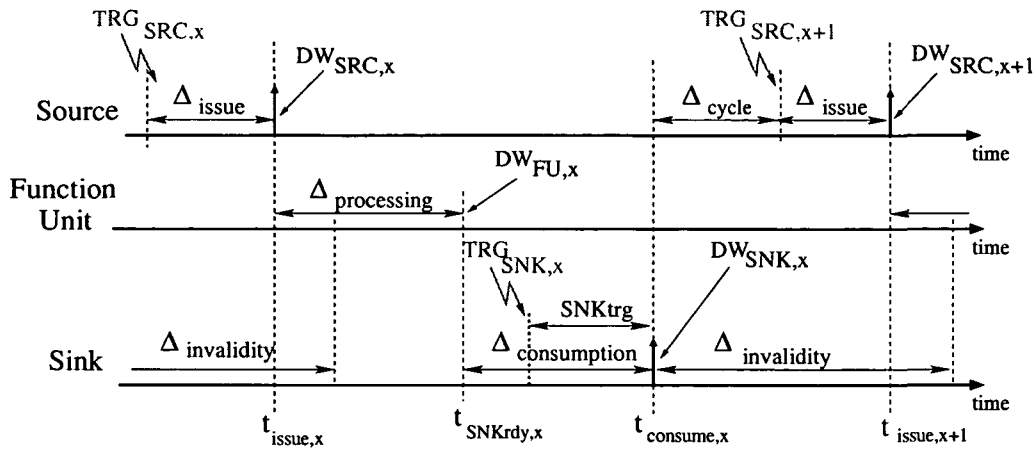 TRG SRC,x
TRG SRC,x+1
DW SRC,x
DW SRC,x+1
Δ issue
Δ cycle
Δ issue
Source
time
DW FU,x
Function
Unit
Δ processing
time
TRG SNK,x
DW SNK,x
SNKtrg
Δ invalidity
Δ consumption
Δ invalidity
Sink
time
t issue,x
t SNKrdy,x
t consume,x
t issue,x+1